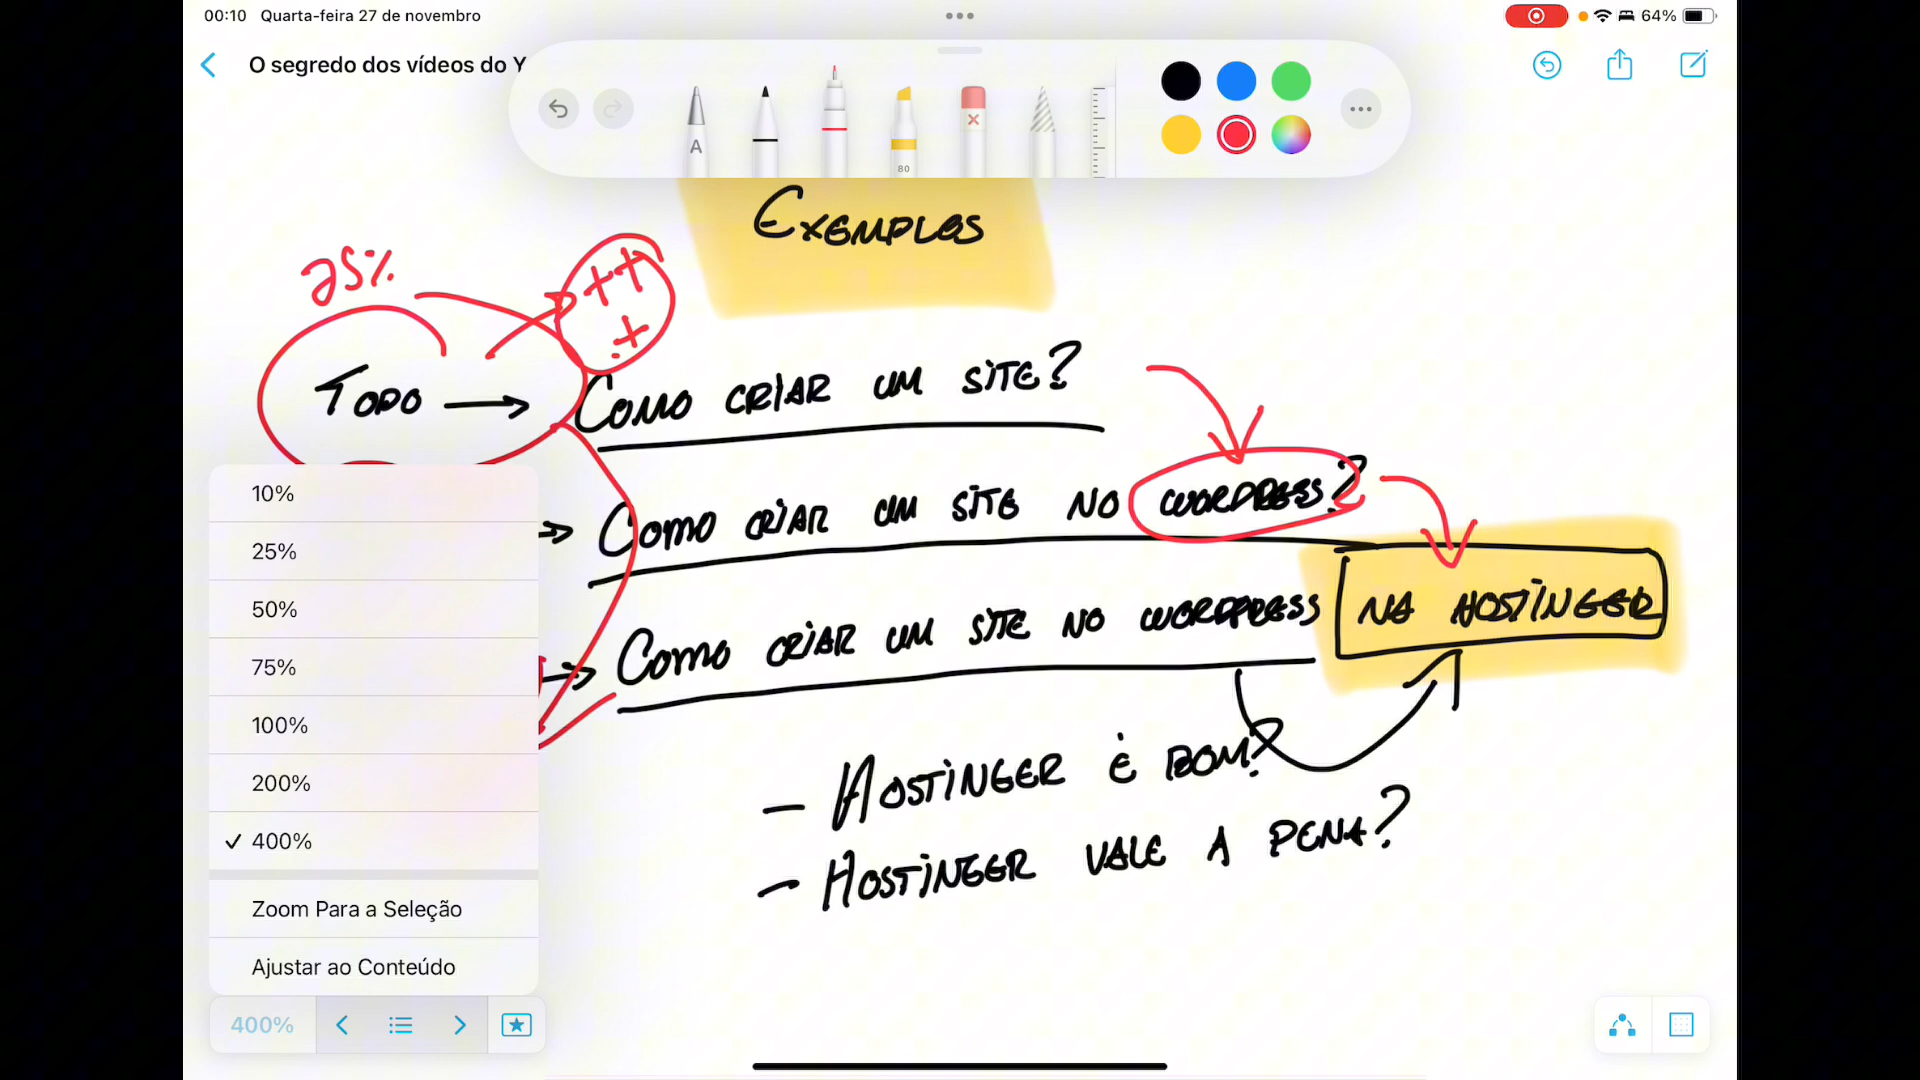 00:10 Quarta-feira 27 de novembro
64%
O segredo dos vídeos do Y
A
80
EXEMPLOS
25%
++
+
TODO → COMO CRIAR UM SITE?
→ COMO CRIAR UM SITE NO WORDPRESS?
→ COMO CRIAR UM SITE NO WORDPRESS NA HOSTINGER
- HOSTINGER É BOM?
- HOSTINGER VALE A PENA?
10%
25%
50%
75%
100%
200%
✓ 400%
Zoom Para a Seleção
Ajustar ao Conteúdo
400%